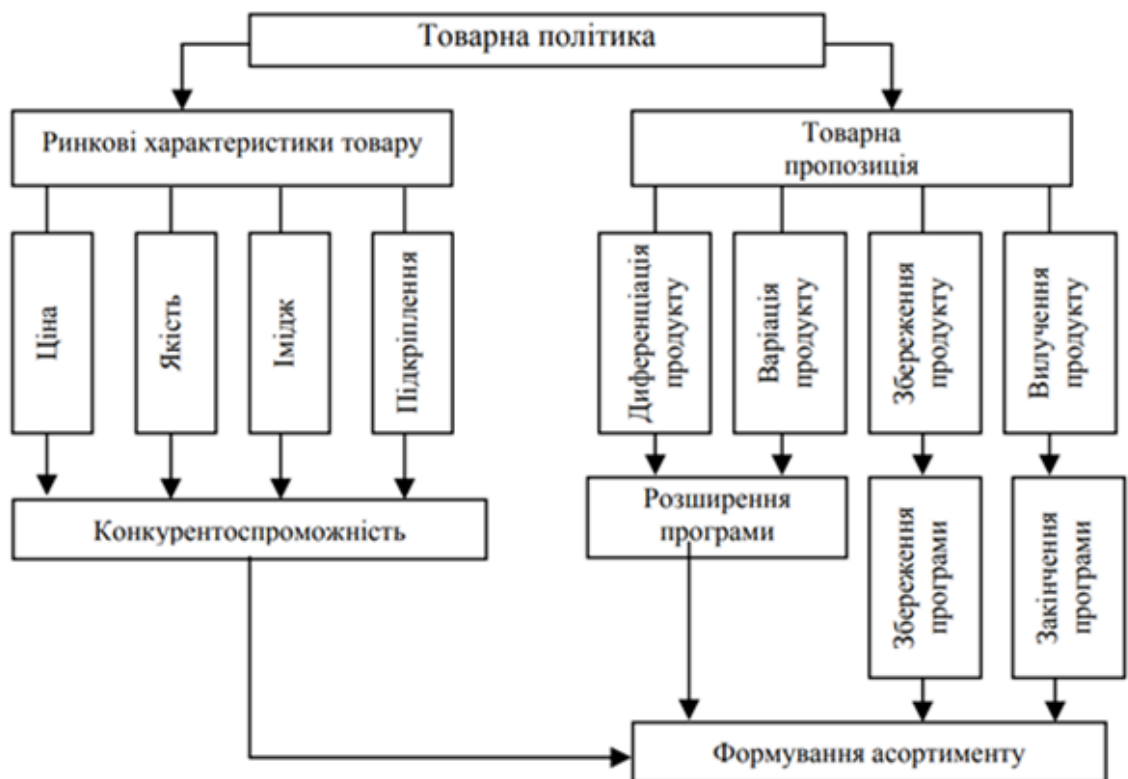 Товарна політика
Ринкові характеристики товару
Товарна
пропозиція
Ціна
Якість
Імідж
Підкріплення
Диференціація
продукту
Варіація
продукту
Збереження
продукту
Вилучення
продукту
Конкурентоспроможність
Розширення
програми
Збереження
програми
Закінчення
програми
Формування асортименту